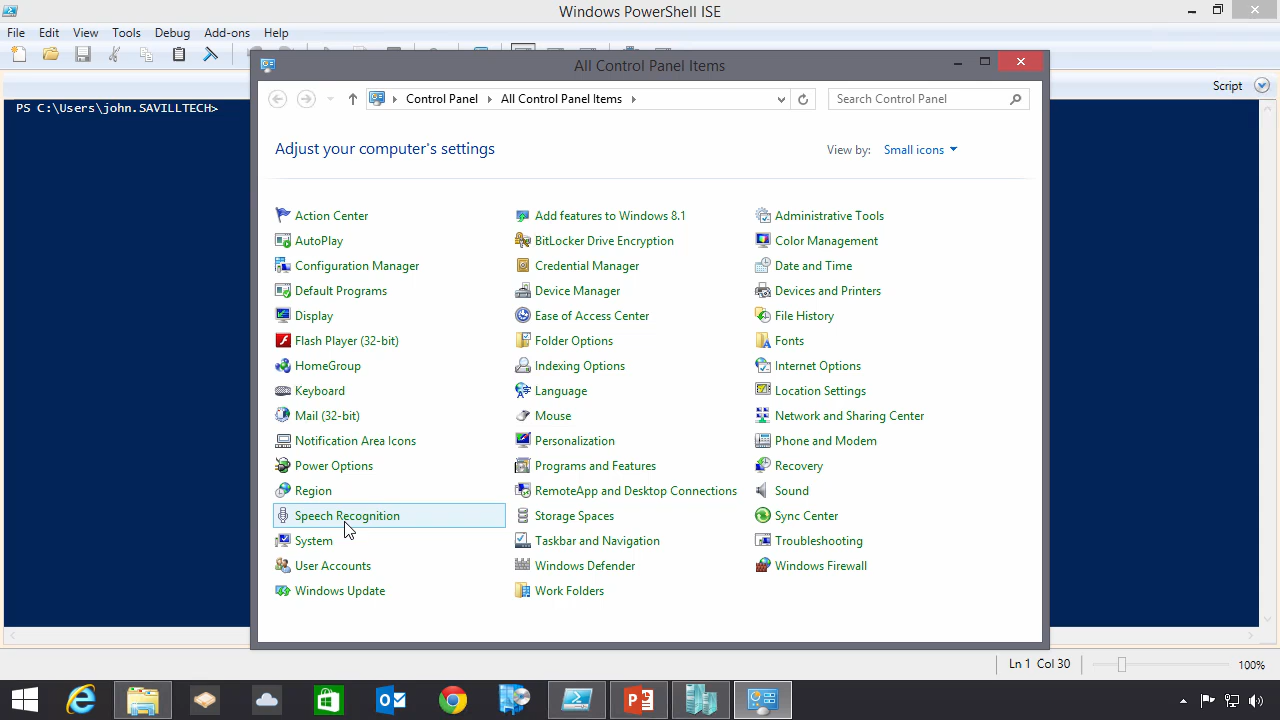 Windows PowerShell ISE
File Edit View Tools Debug Add-ons Help
All Control Panel Items
Script
Control Panel All Control Panel Items Search Control Panel
PS C:\Users\john.SAVILLTECH>
Adjust your computer's settings
View by: Small icons
Action Center Add features to Windows 8.1 Administrative Tools
AutoPlay BitLocker Drive Encryption Color Management
Configuration Manager Credential Manager Date and Time
Default Programs Device Manager Devices and Printers
Display Ease of Access Center File History
Flash Player (32-bit) Folder Options Fonts
HomeGroup Indexing Options Internet Options
Keyboard Language Location Settings
Mail (32-bit) Mouse Network and Sharing Center
Notification Area Icons Personalization Phone and Modem
Power Options Programs and Features Recovery
Region RemoteApp and Desktop Connections Sound
Speech Recognition Storage Spaces Sync Center
System Taskbar and Navigation Troubleshooting
User Accounts Windows Defender Windows Firewall
Windows Update Work Folders
Ln 1 Col 30 100%